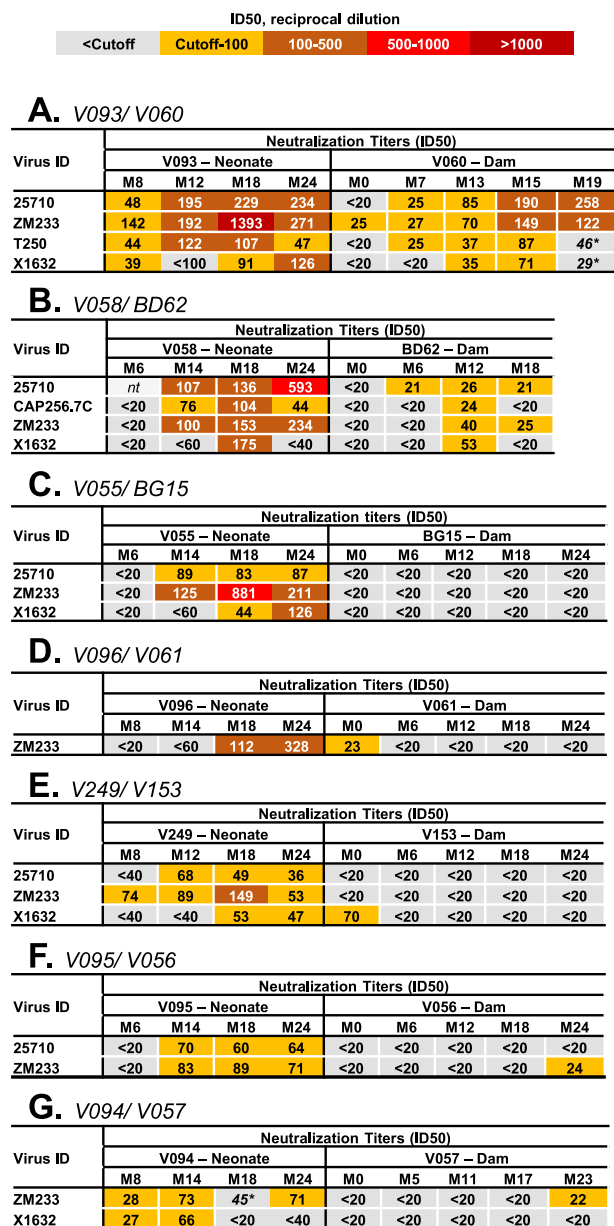 ID50, reciprocal dilution
<Cutoff Cutoff-100 100-500 500-1000 >1000
A. V093/ V060
Neutralization Titers (ID50)
Virus ID V093 – Neonate V060 – Dam
M8 M12 M18 M24 M0 M7 M13 M15 M19
25710 48 195 229 234 <20 25 85 190 258
ZM233 142 192 1393 271 25 27 70 149 122
T250 44 122 107 47 <20 25 37 87 46*
X1632 39 <100 91 126 <20 <20 35 71 29*
B. V058/ BD62
Neutralization Titers (ID50)
Virus ID V058 – Neonate BD62 – Dam
M6 M14 M18 M24 M0 M6 M12 M18
25710 nt 107 136 593 <20 21 26 21
CAP256.7C <20 76 104 44 <20 <20 24 <20
ZM233 <20 100 153 234 <20 <20 40 25
X1632 <20 <60 175 <40 <20 <20 53 <20
C. V055/ BG15
Neutralization titers (ID50)
Virus ID V055 – Neonate BG15 – Dam
M6 M14 M18 M24 M0 M6 M12 M18 M24
25710 <20 89 83 87 <20 <20 <20 <20 <20
ZM233 <20 125 881 211 <20 <20 <20 <20 <20
X1632 <20 <60 44 126 <20 <20 <20 <20 <20
D. V096/ V061
Neutralization Titers (ID50)
Virus ID V096 – Neonate V061 – Dam
M8 M14 M18 M24 M0 M6 M12 M18 M24
ZM233 <20 <60 112 328 23 <20 <20 <20 <20
E. V249/ V153
Neutralization Titers (ID50)
Virus ID V249 – Neonate V153 – Dam
M8 M12 M18 M24 M0 M6 M12 M18 M24
25710 <40 68 49 36 <20 <20 <20 <20 <20
ZM233 74 89 149 53 <20 <20 <20 <20 <20
X1632 <40 <40 53 47 70 <20 <20 <20 <20
F. V095/ V056
Neutralization Titers (ID50)
Virus ID V095 – Neonate V056 – Dam
M6 M14 M18 M24 M0 M6 M12 M18 M24
25710 <20 70 60 64 <20 <20 <20 <20 <20
ZM233 <20 83 89 71 <20 <20 <20 <20 24
G. V094/ V057
Neutralization Titers (ID50)
Virus ID V094 – Neonate V057 – Dam
M8 M14 M18 M24 M0 M5 M11 M17 M23
ZM233 28 73 45* 71 <20 <20 <20 <20 22
X1632 27 66 <20 <40 <20 <20 <20 <20 <20